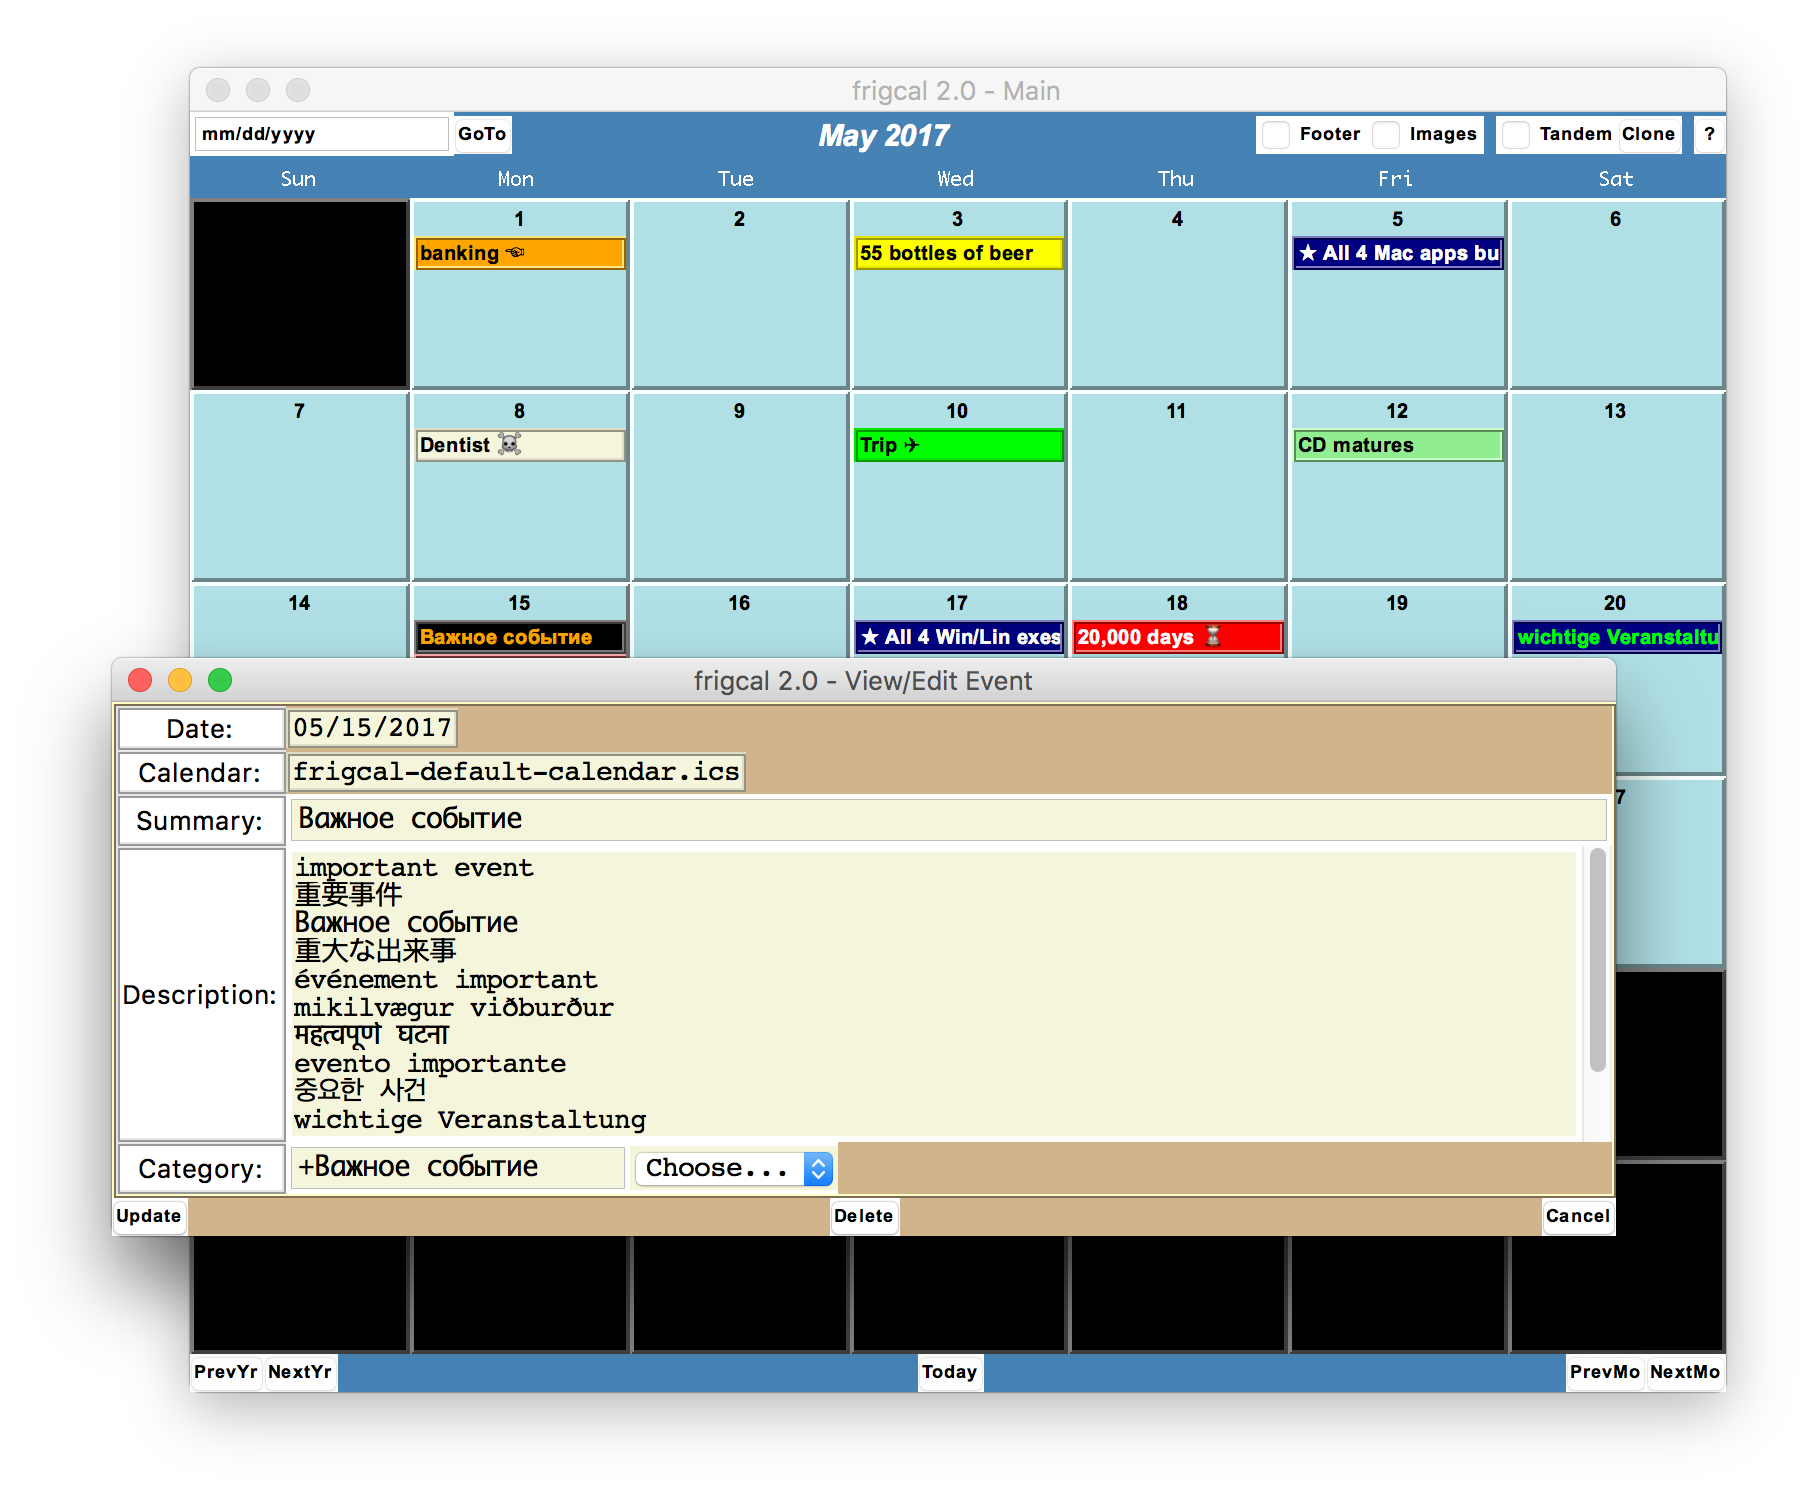 frigcal 2.0 - Main
mm/dd/yyyy GoTo May 2017 Footer Images Tandem Clone ?
Sun Mon Tue Wed Thu Fri Sat
1 2 3 4 5 6
banking ☜ 55 bottles of beer ★ All 4 Mac apps bu
7 8 9 10 11 12 13
Dentist ☠ Trip ✈ CD matures
14 15 16 17 18 19 20
Важное событие ★ All 4 Win/Lin exes 20,000 days ⌛ wichtige Veranstaltu
frigcal 2.0 - View/Edit Event
Date: 05/15/2017
Calendar: frigcal-default-calendar.ics
Summary: Важное событие
7
Description:
important event
重要事件
Важное событие
重大な出来事
événement important
mikilvægur viðburður
महत्वपूर्ण घटना
evento importante
중요한 사건
wichtige Veranstaltung
Category: +Важное событие Choose...
Update Delete Cancel
PrevYr NextYr Today PrevMo NextMo